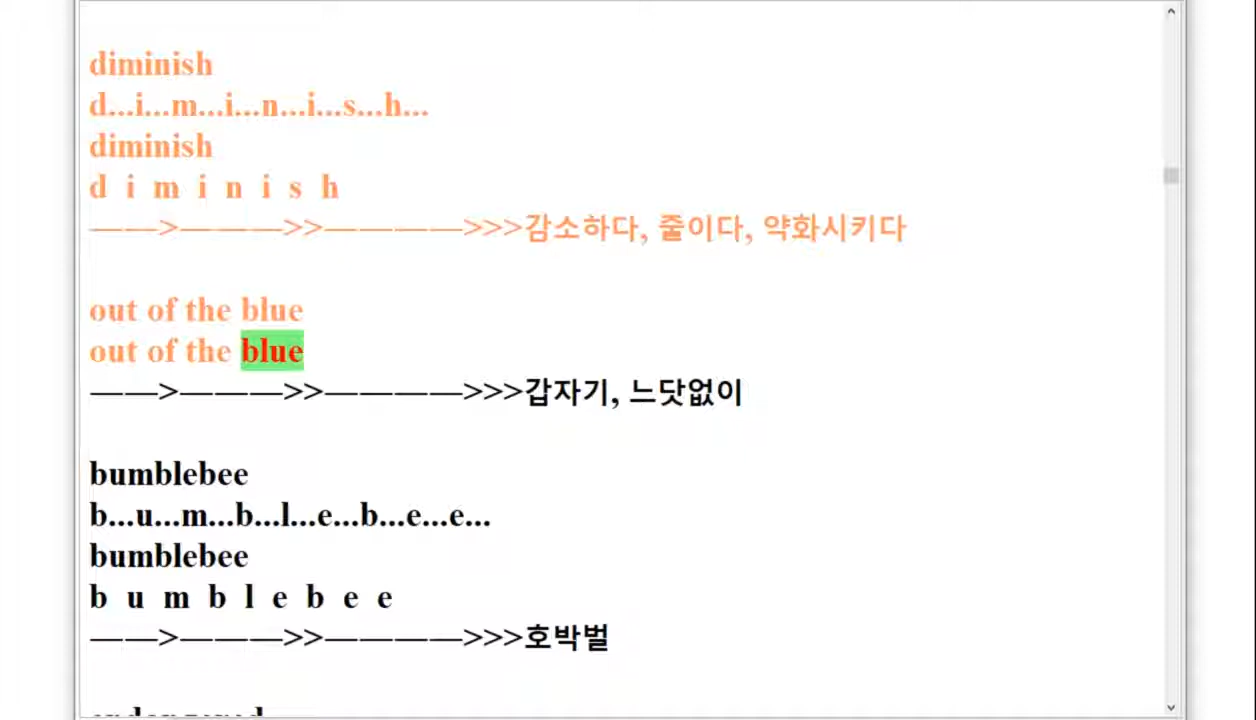 diminish
d...i...m...i...n...i...s...h...
diminish
d i m i n i s h
——>———>>————>>>감소하다, 줄이다, 약화시키다
out of the blue
out of the blue
——>———>>————>>>갑자기, 느닷없이
bumblebee
b...u...m...b...l...e...b...e...e...
bumblebee
b u m b l e b e e
——>———>>————>>>호박벌